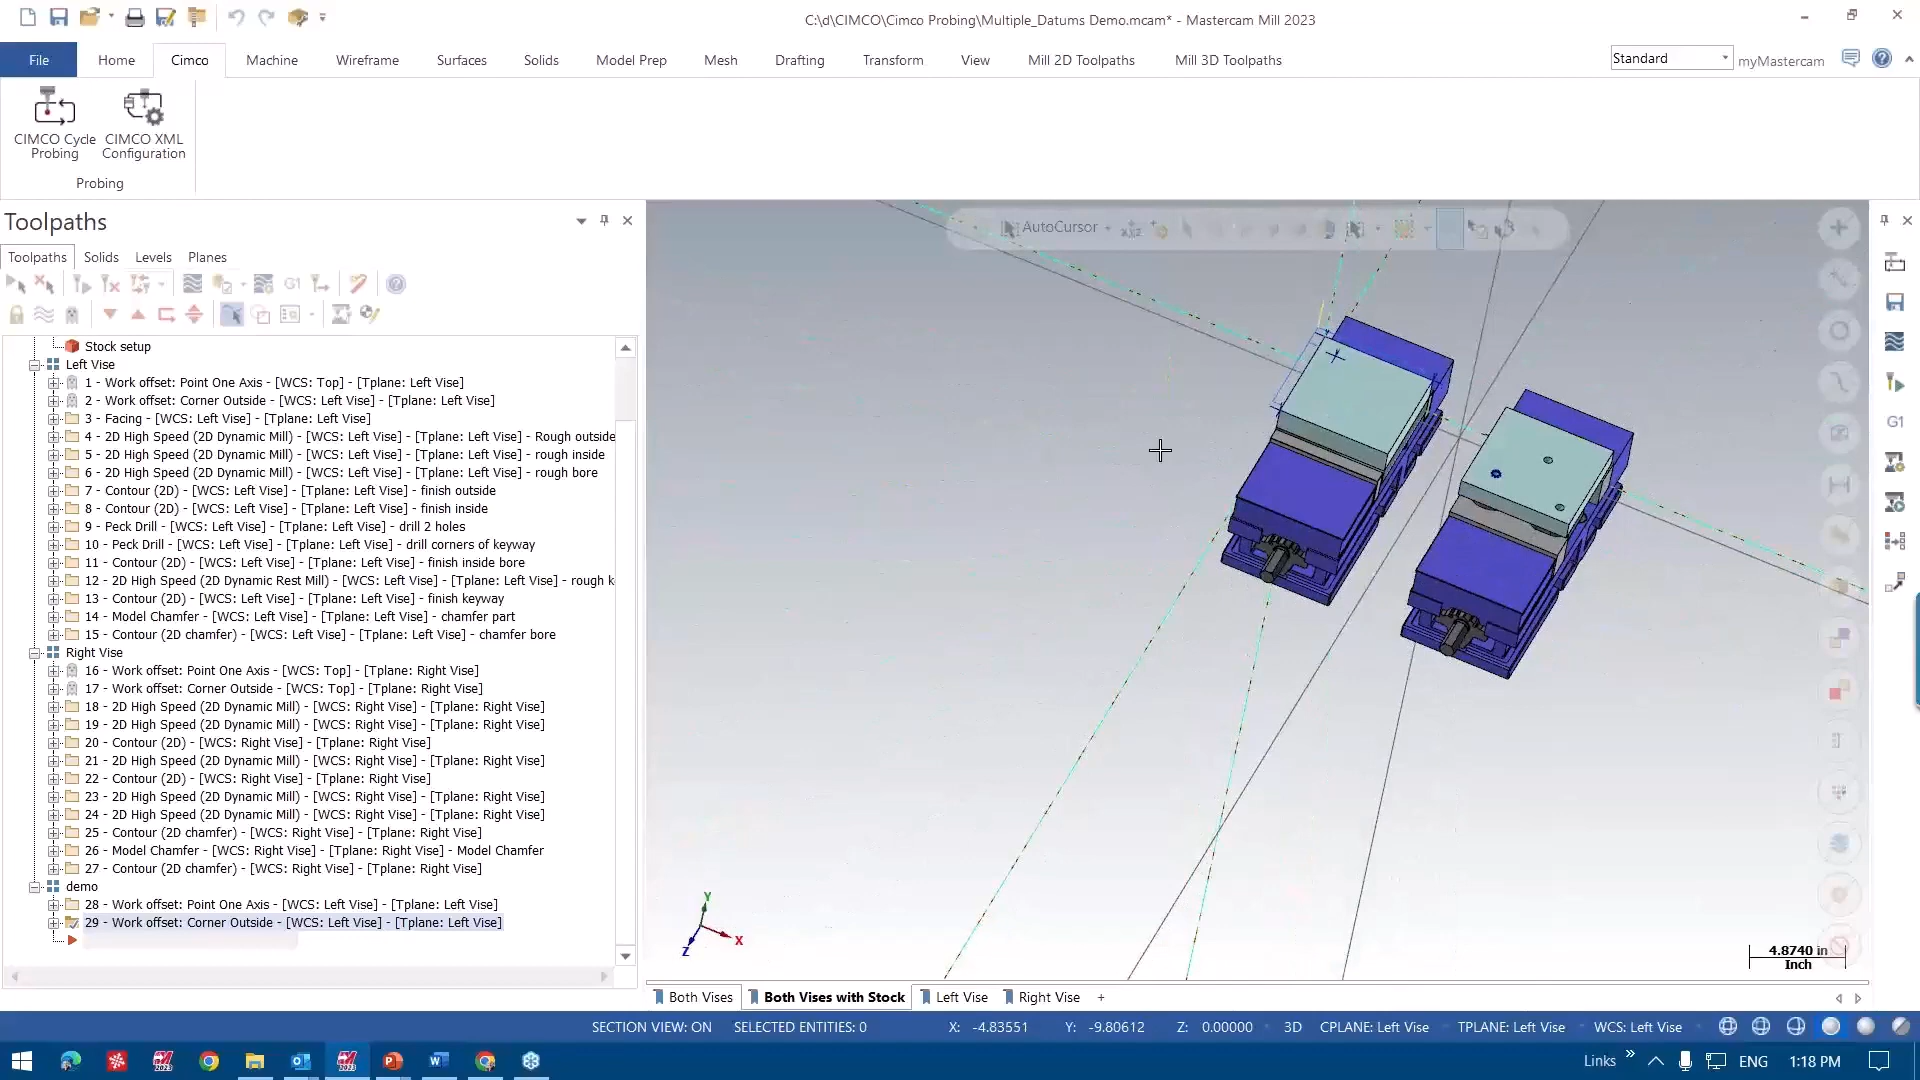 C:\d\CIMCO\Cimco Probing\Multiple_Datums Demo.mcam* - Mastercam Mill 2023
File Home Cimco Machine Wireframe Surfaces Solids Model Prep Mesh Drafting Transform View Mill 2D Toolpaths Mill 3D Toolpaths Standard myMastercam
CIMCO Cycle Probing
CIMCO XML Configuration
Probing
Toolpaths
Toolpaths Solids Levels Planes
G1
AutoCursor
G1
Stock setup
Left Vise
1 - Work offset: Point One Axis - [WCS: Top] - [Tplane: Left Vise]
2 - Work offset: Corner Outside - [WCS: Left Vise] - [Tplane: Left Vise]
3 - Facing - [WCS: Left Vise] - [Tplane: Left Vise]
4 - 2D High Speed (2D Dynamic Mill) - [WCS: Left Vise] - [Tplane: Left Vise] - Rough outside
5 - 2D High Speed (2D Dynamic Mill) - [WCS: Left Vise] - [Tplane: Left Vise] - rough inside
6 - 2D High Speed (2D Dynamic Mill) - [WCS: Left Vise] - [Tplane: Left Vise] - rough bore
7 - Contour (2D) - [WCS: Left Vise] - [Tplane: Left Vise] - finish outside
8 - Contour (2D) - [WCS: Left Vise] - [Tplane: Left Vise] - finish inside
9 - Peck Drill - [WCS: Left Vise] - [Tplane: Left Vise] - drill 2 holes
10 - Peck Drill - [WCS: Left Vise] - [Tplane: Left Vise] - drill corners of keyway
11 - Contour (2D) - [WCS: Left Vise] - [Tplane: Left Vise] - finish inside bore
12 - 2D High Speed (2D Dynamic Rest Mill) - [WCS: Left Vise] - [Tplane: Left Vise] - rough k
13 - Contour (2D) - [WCS: Left Vise] - [Tplane: Left Vise] - finish keyway
14 - Model Chamfer - [WCS: Left Vise] - [Tplane: Left Vise] - chamfer part
15 - Contour (2D chamfer) - [WCS: Left Vise] - [Tplane: Left Vise] - chamfer bore
Right Vise
16 - Work offset: Point One Axis - [WCS: Top] - [Tplane: Right Vise]
17 - Work offset: Corner Outside - [WCS: Top] - [Tplane: Right Vise]
18 - 2D High Speed (2D Dynamic Mill) - [WCS: Right Vise] - [Tplane: Right Vise]
19 - 2D High Speed (2D Dynamic Mill) - [WCS: Right Vise] - [Tplane: Right Vise]
20 - Contour (2D) - [WCS: Right Vise] - [Tplane: Right Vise]
21 - 2D High Speed (2D Dynamic Mill) - [WCS: Right Vise] - [Tplane: Right Vise]
22 - Contour (2D) - [WCS: Right Vise] - [Tplane: Right Vise]
23 - 2D High Speed (2D Dynamic Mill) - [WCS: Right Vise] - [Tplane: Right Vise]
24 - 2D High Speed (2D Dynamic Mill) - [WCS: Right Vise] - [Tplane: Right Vise]
25 - Contour (2D chamfer) - [WCS: Right Vise] - [Tplane: Right Vise]
26 - Model Chamfer - [WCS: Right Vise] - [Tplane: Right Vise] - Model Chamfer
27 - Contour (2D chamfer) - [WCS: Right Vise] - [Tplane: Right Vise]
demo
28 - Work offset: Point One Axis - [WCS: Left Vise] - [Tplane: Left Vise]
29 - Work offset: Corner Outside - [WCS: Left Vise] - [Tplane: Left Vise]
Y
X
Z
4.8740 in
Inch
Both Vises Both Vises with Stock Left Vise Right Vise +
SECTION VIEW: ON SELECTED ENTITIES: 0 X: -4.83551 Y: -9.80612 Z: 0.00000 3D CPLANE: Left Vise TPLANE: Left Vise WCS: Left Vise
Links » ENG 1:18 PM